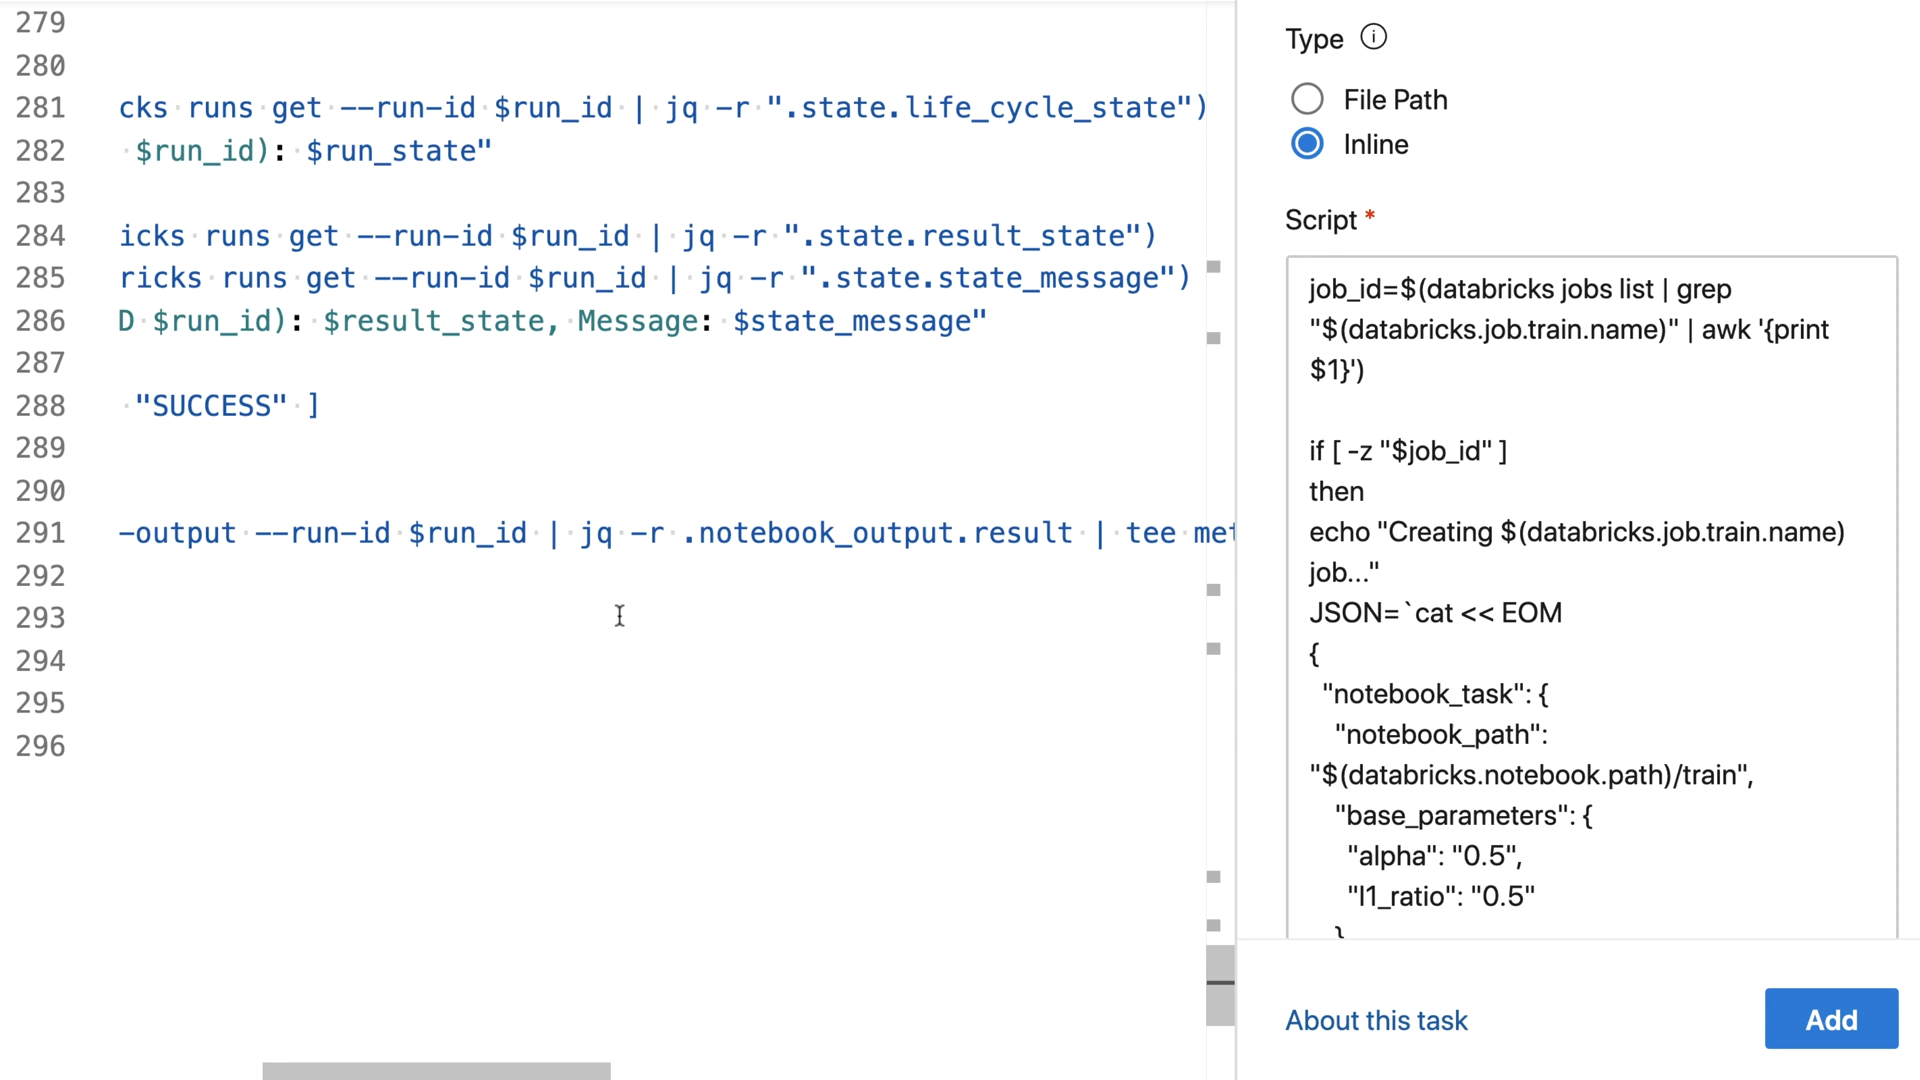 279
280
281 cks runs get --run-id $run_id | jq -r ".state.life_cycle_state")
282 $run_id): $run_state"
283
284 icks runs get --run-id $run_id | jq -r ".state.result_state")
285 ricks runs get --run-id $run_id | jq -r ".state.state_message")
286 D $run_id): $result_state, Message: $state_message"
287
288 "SUCCESS" ]
289
290
291 -output --run-id $run_id | jq -r .notebook_output.result | tee met
292
293
294
295
296
Type
File Path
Inline
Script *
job_id=$(databricks jobs list | grep
"$(databricks.job.train.name)" | awk '{print
$1}')
if [ -z "$job_id" ]
then
echo "Creating $(databricks.job.train.name)
job..."
JSON=`cat << EOM
{
"notebook_task": {
"notebook_path":
"$(databricks.notebook.path)/train",
"base_parameters": {
"alpha": "0.5",
"l1_ratio": "0.5"
}
About this task
Add